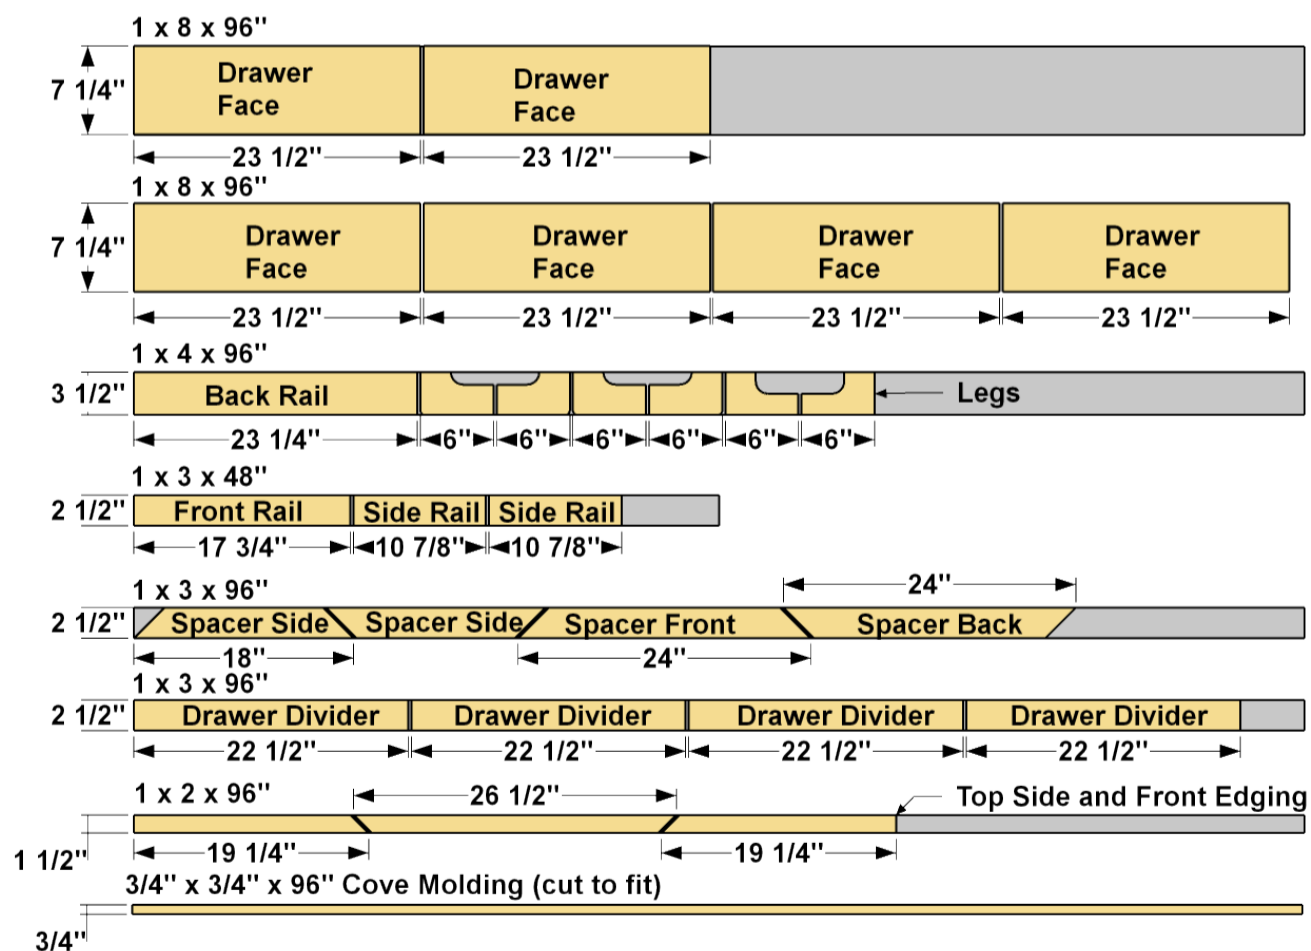 1 x 8 x 96"
7 1/4"
Drawer
Face
Drawer
Face
23 1/2"
23 1/2"
1 x 8 x 96"
7 1/4"
Drawer
Face
Drawer
Face
Drawer
Face
Drawer
Face
23 1/2"
23 1/2"
23 1/2"
23 1/2"
1 x 4 x 96"
3 1/2"
Back Rail
Legs
23 1/4"
6"
6"
6"
6"
6"
6"
1 x 3 x 48"
2 1/2"
Front Rail
Side Rail
Side Rail
17 3/4"
10 7/8"
10 7/8"
1 x 3 x 96"
24"
2 1/2"
Spacer Side
Spacer Side
Spacer Front
Spacer Back
18"
24"
1 x 3 x 96"
2 1/2"
Drawer Divider
Drawer Divider
Drawer Divider
Drawer Divider
22 1/2"
22 1/2"
22 1/2"
22 1/2"
1 x 2 x 96"
26 1/2"
Top Side and Front Edging
1 1/2"
19 1/4"
19 1/4"
3/4" x 3/4" x 96" Cove Molding (cut to fit)
3/4"